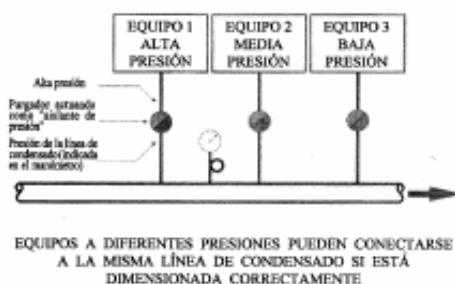 EQUIPO 1
ALTA
PRESIÓN
EQUIPO 2
MEDIA
PRESIÓN
EQUIPO 3
BAJA
PRESIÓN
Alta presión
Purgador actuando
como "aislante de
presión"
Presión de la línea de
condensado (indicada
en el manómetro)
EQUIPOS A DIFERENTES PRESIONES PUEDEN CONECTARSE
A LA MISMA LÍNEA DE CONDENSADO SI ESTÁ
DIMENSIONADA CORRECTAMENTE